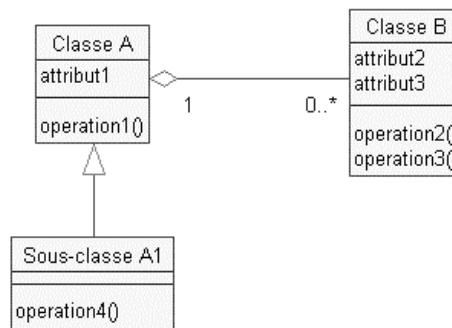 Classe A
attribut1
operation1()
1
0..*
Classe B
attribut2
attribut3
operation2(
operation3(
Sous-classe A1
operation4()